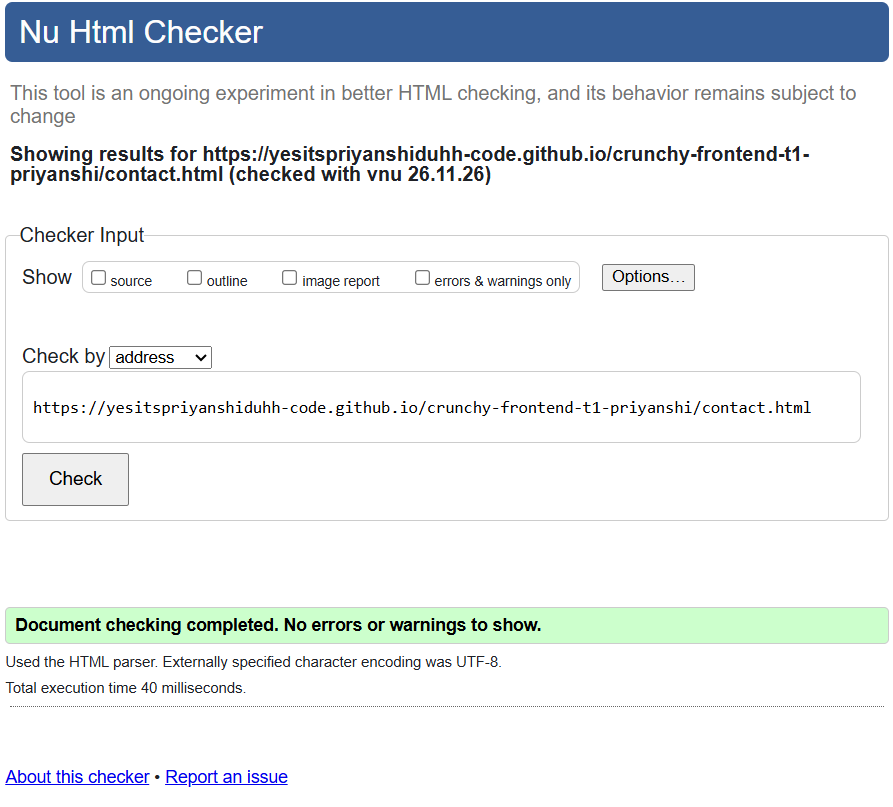 Nu Html Checker
This tool is an ongoing experiment in better HTML checking, and its behavior remains subject to
change
Showing results for https://yesitspriyanshiduhh-code.github.io/crunchy-frontend-t1-
priyanshi/contact.html (checked with vnu 26.11.26)
Checker Input
Show source outline image report errors & warnings only Options...
Check by address
https://yesitspriyanshiduhh-code.github.io/crunchy-frontend-t1-priyanshi/contact.html
Check
Document checking completed. No errors or warnings to show.
Used the HTML parser. Externally specified character encoding was UTF-8.
Total execution time 40 milliseconds.
About this checker • Report an issue